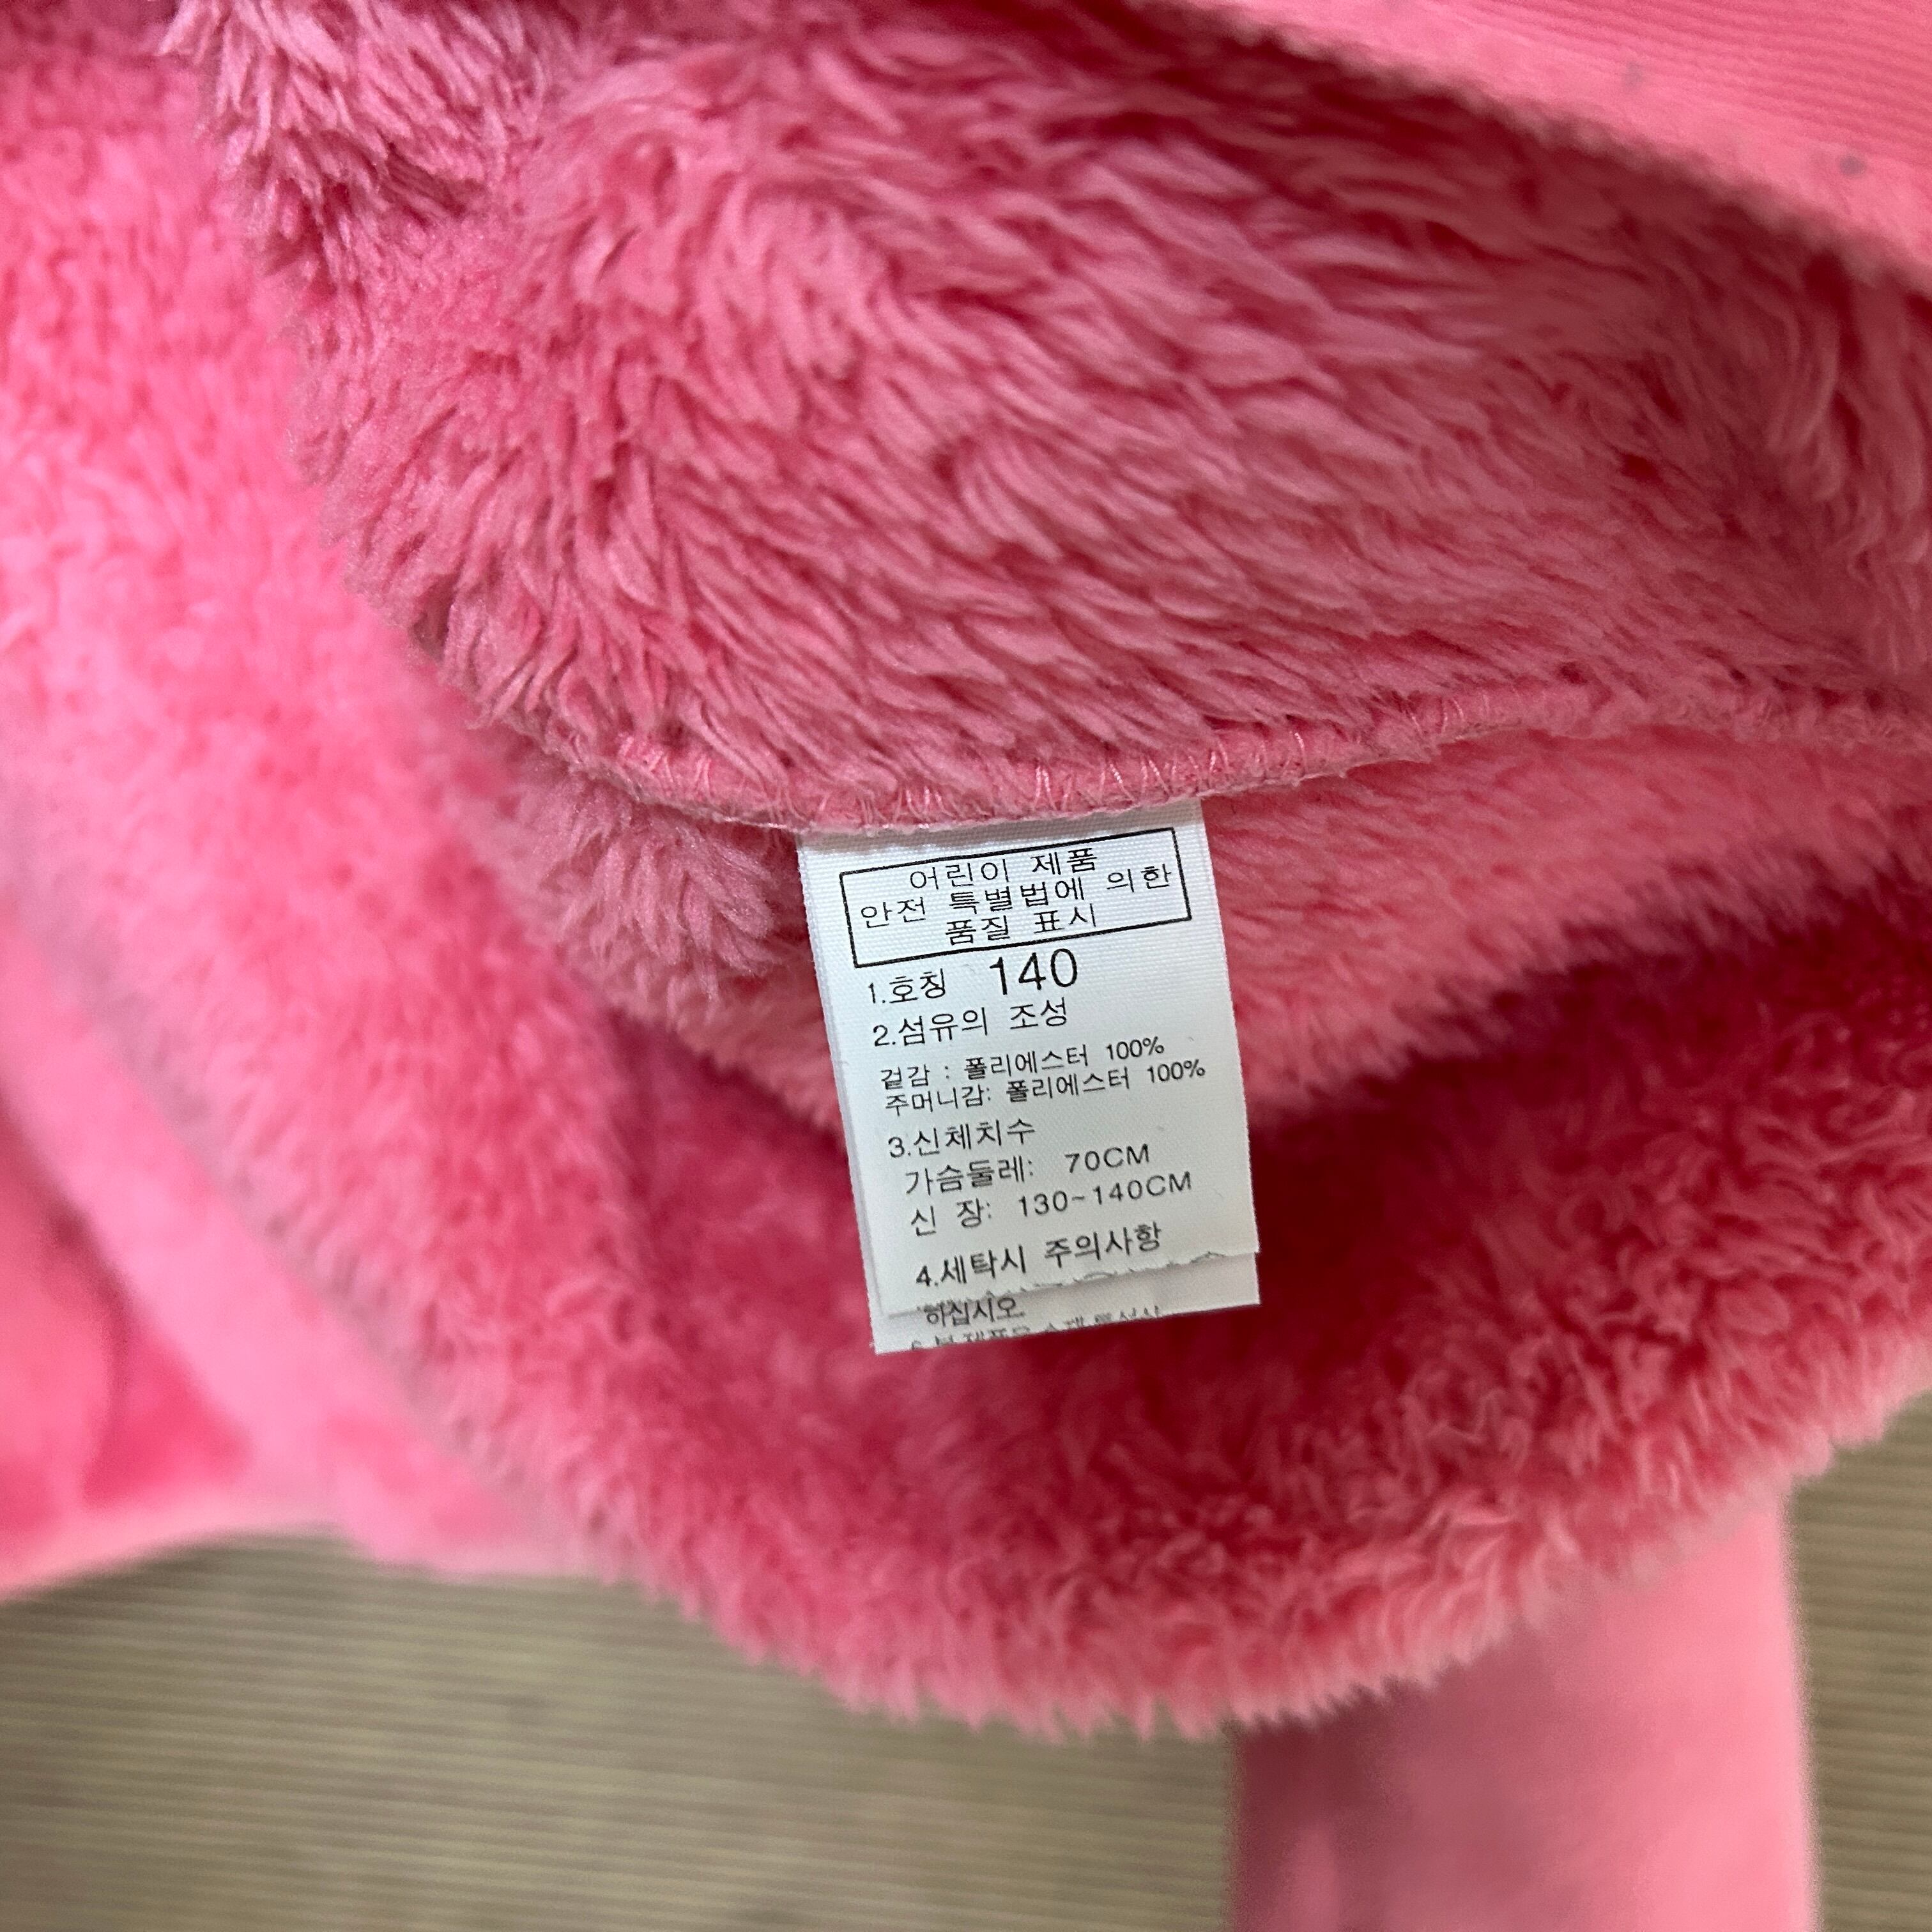 어린이 제품
안전 특별법에 의한
품질 표시
1.호칭 140
2.섬유의 조성
겉감 : 폴리에스터 100%
주머니감: 폴리에스터 100%
3.신체치수
가슴둘레: 70CM
신 장: 130~140CM
4.세탁시 주의사항
하십시오.